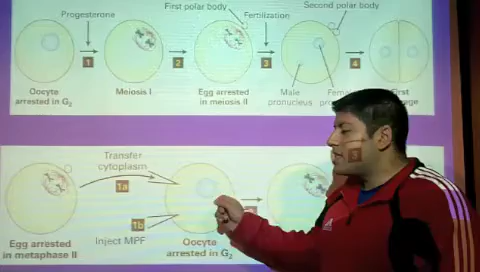 First polar body
Second polar body
Progesterone
Fertilization
1
2
3
4
Oocyte
arrested in G2
Meiosis I
Egg arrested
in meiosis II
Male
pronucleus
First
Transfer
cytoplasm
1a
1b
Inject MPF
Egg arrested
in metaphase II
Oocyte
arrested in G2